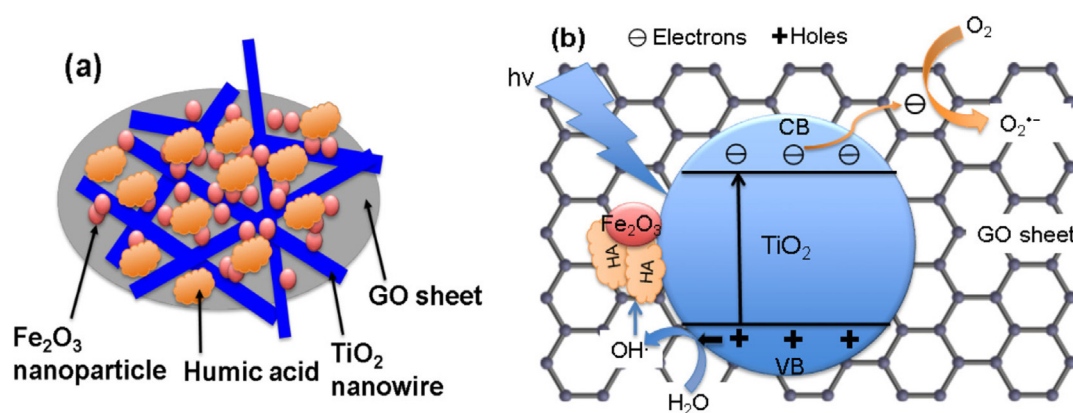 (a)
Fe₂O₃
nanoparticle
Humic acid
TiO₂
nanowire
GO sheet
(b)
⊖ Electrons
+ Holes
hν
O₂
⊖
O₂•−
CB
⊖ ⊖ ⊖
Fe₂O₃
HA
HA
TiO₂
GO sheet
OH·
+ + +
VB
H₂O